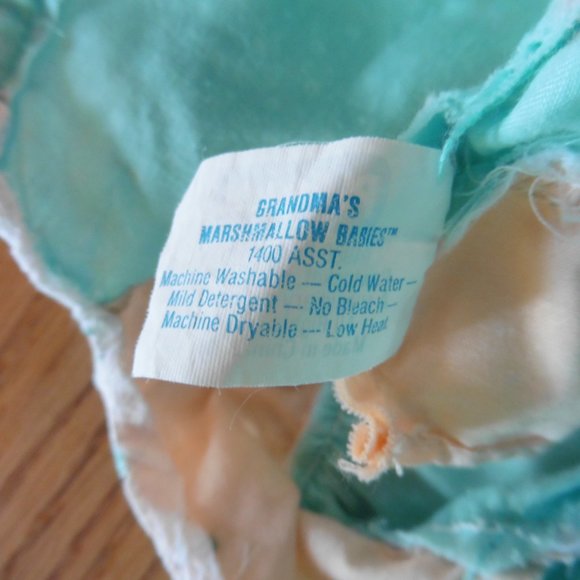 GRANDMA'S
MARSHMALLOW BABIES™
1400 ASST.
Machine Washable --- Cold Water -
Mild Detergent --- No Bleach -
Machine Dryable --- Low Heat